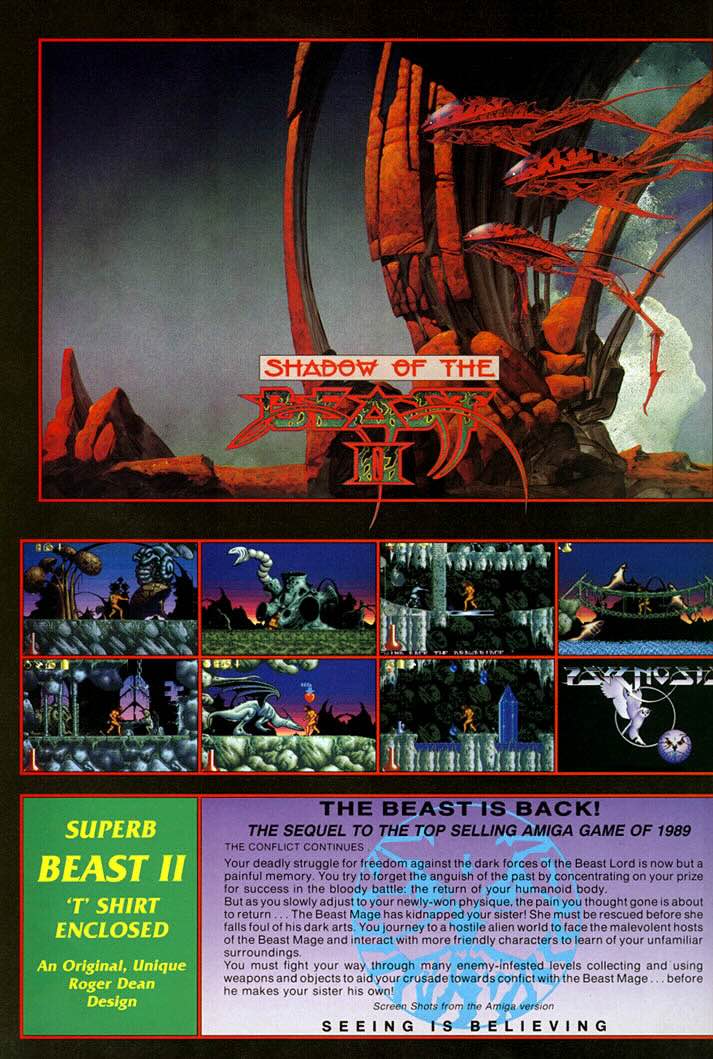 SHADOW OF THE
BEAST
II
PSYGNOSIS
SUPERB
BEAST II
'T' SHIRT
ENCLOSED
An Original, Unique
Roger Dean
Design
THE BEAST IS BACK!
THE SEQUEL TO THE TOP SELLING AMIGA GAME OF 1989
THE CONFLICT CONTINUES . . .
Your deadly struggle for freedom against the dark forces of the Beast Lord is now but a
painful memory. You try to forget the anguish of the past by concentrating on your prize
for success in the bloody battle: the return of your humanoid body.
But as you slowly adjust to your newly-won physique, the pain you thought gone is about
to return . . . The Beast Mage has kidnapped your sister! She must be rescued before she
falls foul of his dark arts. You journey to a hostile alien world to face the malevolent hosts
of the Beast Mage and interact with more friendly characters to learn of your unfamiliar
surroundings.
You must fight your way through many enemy-infested levels collecting and using
weapons and objects to aid your crusade towards confict with the Beast Mage . . . before
he makes your sister his own!
Screen Shots from the Amiga version
SEEING IS BELIEVING